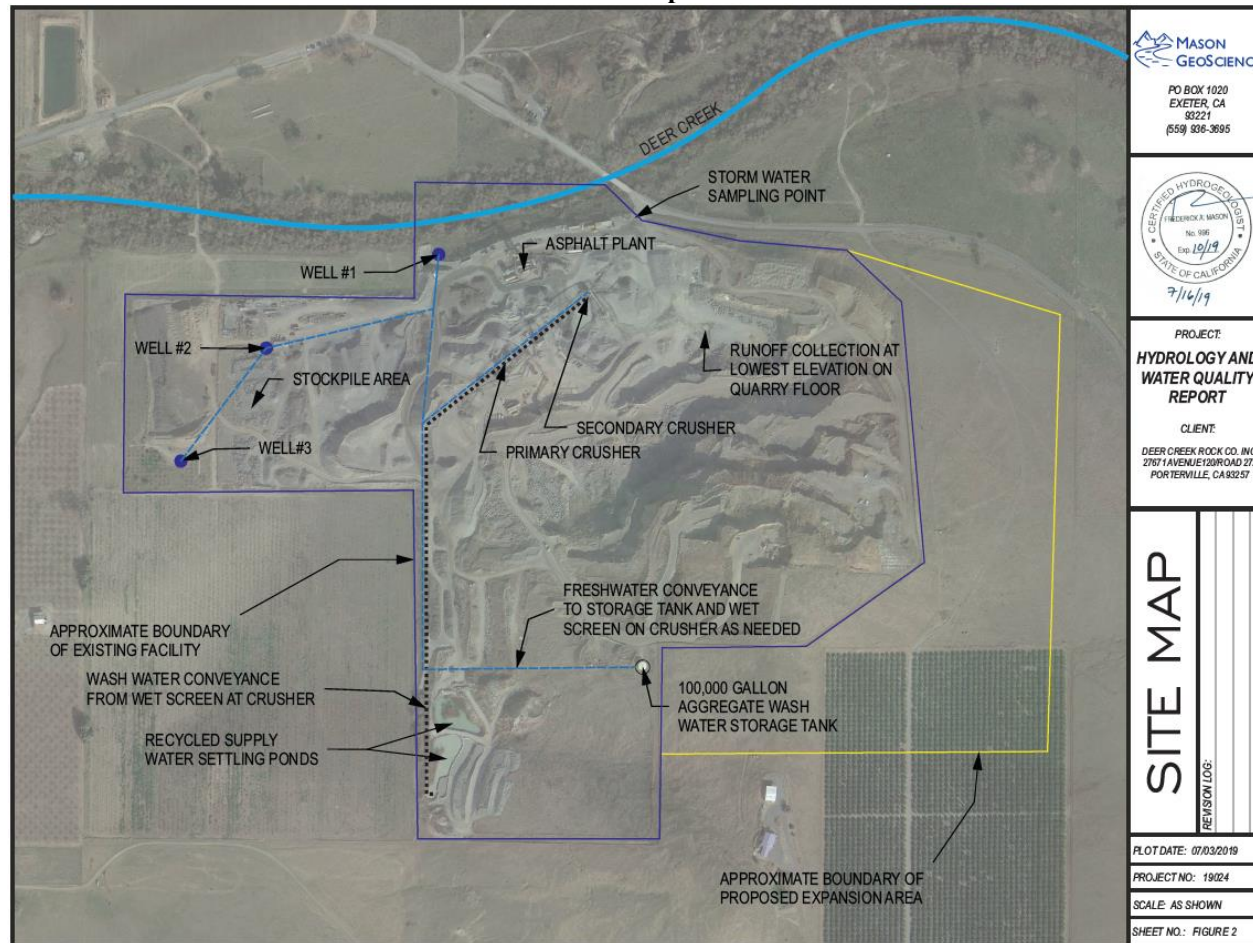 DEER CREEK
STORM WATER
SAMPLING POINT
ASPHALT PLANT
WELL #1
WELL #2
STOCKPILE AREA
WELL#3
RUNOFF COLLECTION AT
LOWEST ELEVATION ON
QUARRY FLOOR
SECONDARY CRUSHER
PRIMARY CRUSHER
FRESHWATER CONVEYANCE
TO STORAGE TANK AND WET
SCREEN ON CRUSHER AS NEEDED
APPROXIMATE BOUNDARY
OF EXISTING FACILITY
WASH WATER CONVEYANCE
FROM WET SCREEN AT CRUSHER
100,000 GALLON
AGGREGATE WASH
WATER STORAGE TANK
RECYCLED SUPPLY
WATER SETTLING PONDS
APPROXIMATE BOUNDARY OF
PROPOSED EXPANSION AREA
MASON
GEOSCIENC
PO BOX 1020
EXETER, CA
93221
(559) 936-3695
CERTIFIED HYDROGEOLOGIST
FREDERICK A. MASON
No. 986
Exp. 10/19
STATE OF CALIFORNIA
7/16/19
PROJECT:
HYDROLOGY AND
WATER QUALITY
REPORT
CLIENT:
DEER CREEK ROCK CO. INC
27671 AVENUE 120/ROAD 27
PORTERVILLE, CA 93257
SITE MAP
REVISION LOG:
PLOT DATE: 07/03/2019
PROJECT NO: 19024
SCALE: AS SHOWN
SHEET NO.: FIGURE 2